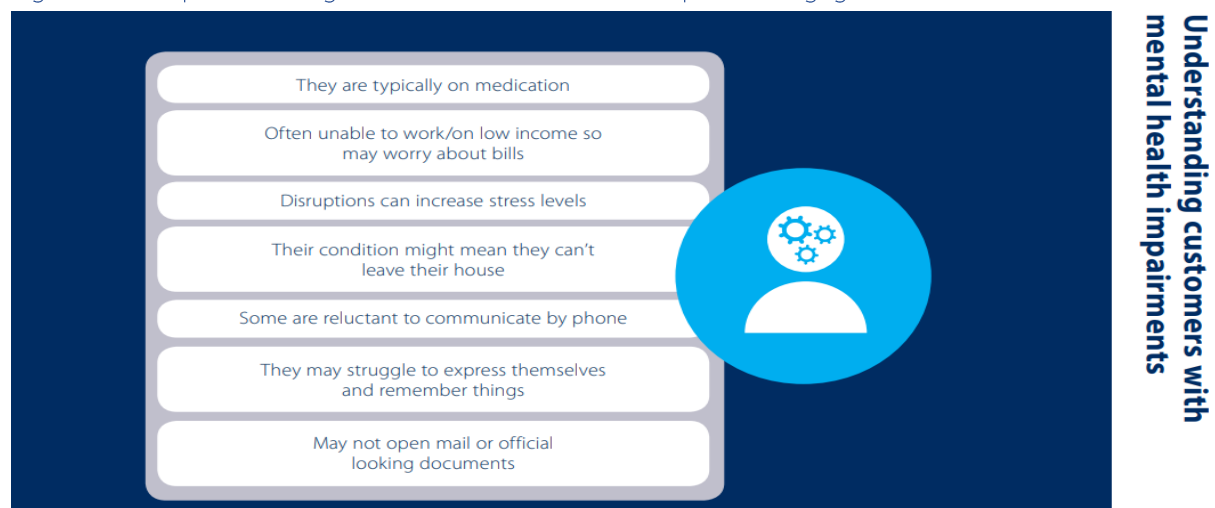 They are typically on medication
Often unable to work/on low income so
may worry about bills
Disruptions can increase stress levels
Their condition might mean they can't
leave their house
Some are reluctant to communicate by phone
They may struggle to express themselves
and remember things
May not open mail or official
looking documents
Understanding customers with
mental health impairments